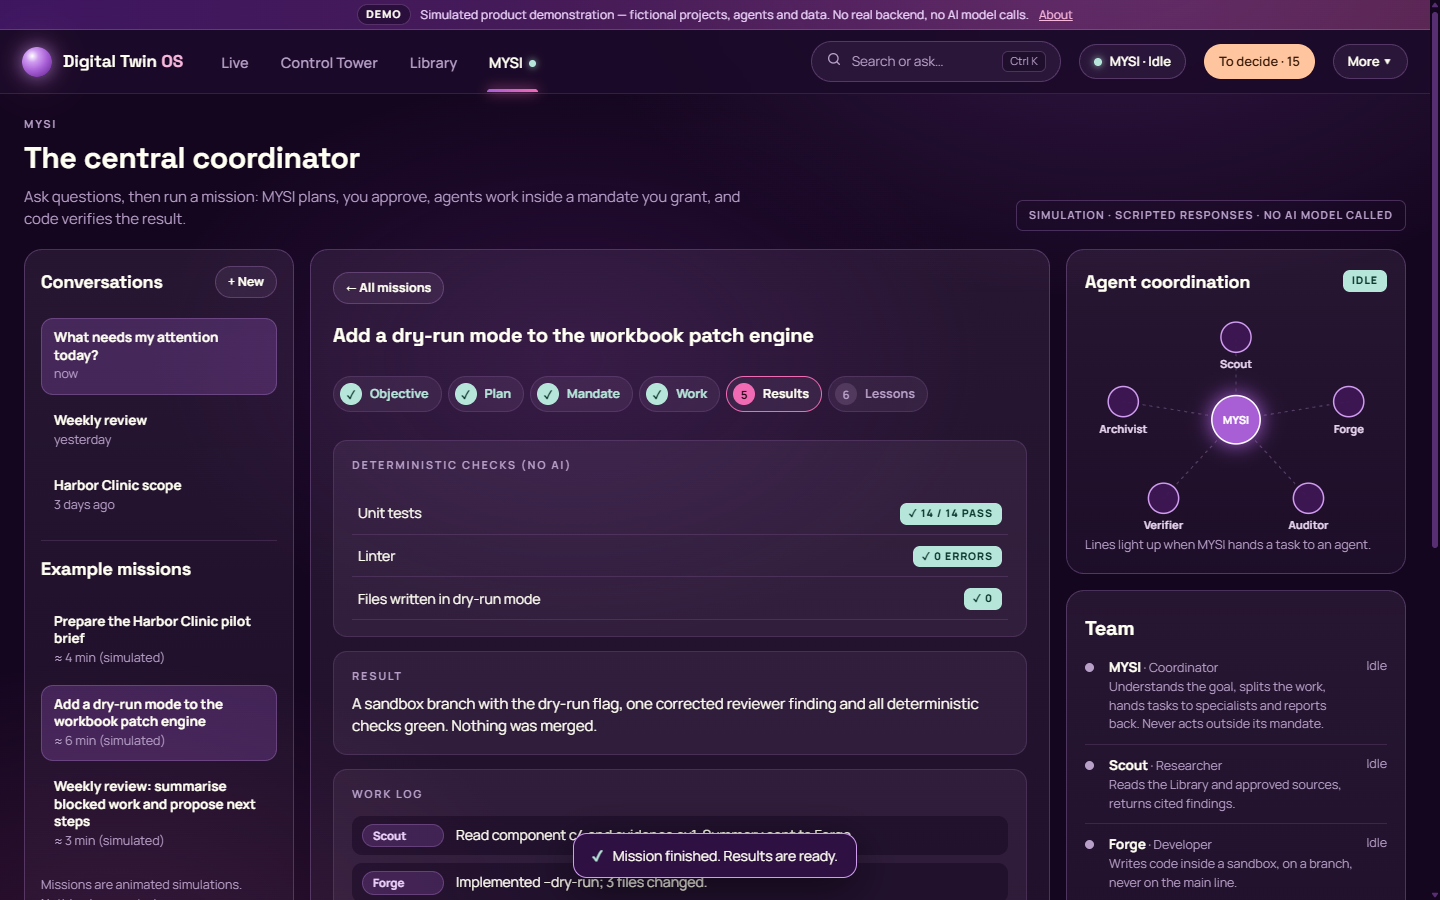 DEMO Simulated product demonstration — fictional projects, agents and data. No real backend, no AI model calls. About
Digital Twin OS
Live
Control Tower
Library
MYSI
Search or ask...
Ctrl K
MYSI · Idle
To decide · 15
More ▾
MYSI
The central coordinator
Ask questions, then run a mission: MYSI plans, you approve, agents work inside a mandate you grant, and
code verifies the result.
SIMULATION · SCRIPTED RESPONSES · NO AI MODEL CALLED
Conversations
+ New
What needs my attention
today?
now
Weekly review
yesterday
Harbor Clinic scope
3 days ago
Example missions
Prepare the Harbor Clinic pilot
brief
≈ 4 min (simulated)
Add a dry-run mode to the
workbook patch engine
≈ 6 min (simulated)
Weekly review: summarise
blocked work and propose next
steps
≈ 3 min (simulated)
Missions are animated simulations.
← All missions
Add a dry-run mode to the workbook patch engine
✓ Objective
✓ Plan
✓ Mandate
✓ Work
5 Results
6 Lessons
DETERMINISTIC CHECKS (NO AI)
Unit tests
✓ 14 / 14 PASS
Linter
✓ 0 ERRORS
Files written in dry-run mode
✓ 0
RESULT
A sandbox branch with the dry-run flag, one corrected reviewer finding and all deterministic
checks green. Nothing was merged.
WORK LOG
Scout
Read component
✓ Mission finished. Results are ready.
Forge
Implemented –dry-run; 3 files changed.
Agent coordination
IDLE
Scout
Archivist
MYSI
Forge
Verifier
Auditor
Lines light up when MYSI hands a task to an agent.
Team
MYSI · Coordinator
Idle
Understands the goal, splits the work,
hands tasks to specialists and reports
back. Never acts outside its mandate.
Scout · Researcher
Idle
Reads the Library and approved sources,
returns cited findings.
Forge · Developer
Idle
Writes code inside a sandbox, on a branch,
never on the main line.